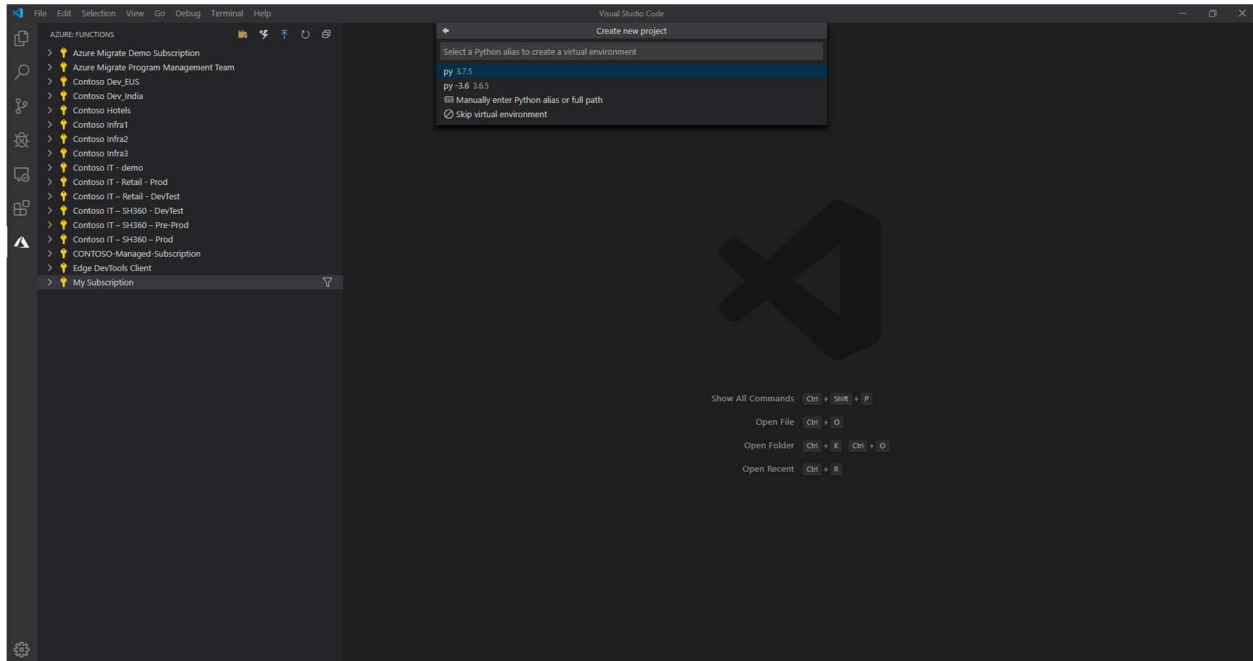 File Edit Selection View Go Debug Terminal Help
Visual Studio Code
AZURE: FUNCTIONS
Azure Migrate Demo Subscription
Azure Migrate Program Management Team
Contoso Dev_EUS
Contoso Dev_India
Contoso Hotels
Contoso Infra1
Contoso Infra2
Contoso Infra3
Contoso IT - demo
Contoso IT - Retail - Prod
Contoso IT – Retail - DevTest
Contoso IT – SH360 - DevTest
Contoso IT – SH360 – Pre-Prod
Contoso IT – SH360 – Prod
CONTOSO-Managed-Subscription
Edge DevTools Client
My Subscription
Create new project
Select a Python alias to create a virtual environment
py 3.7.5
py -3.6 3.6.5
Manually enter Python alias or full path
Skip virtual environment
Show All Commands Ctrl + Shift + P
Open File Ctrl + O
Open Folder Ctrl + K Ctrl + O
Open Recent Ctrl + R